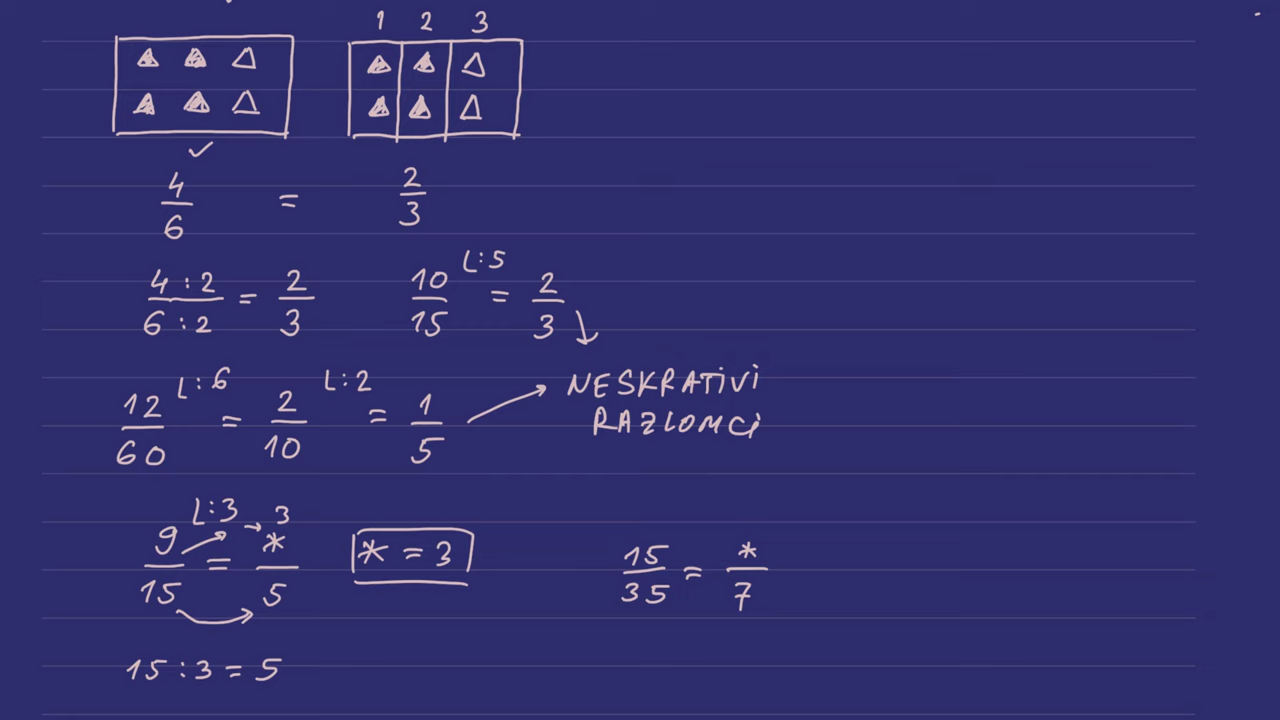 1 2 3
4/6 = 2/3
4 : 2 / 6 : 2 = 2/3
10/15 L:5 = 2/3
12/60 L:6 = 2/10 L:2 = 1/5
NESKRATIVI
RAZLOMCI
9/15 L:3 = */5 3
* = 3
15/35 = */7
15 : 3 = 5